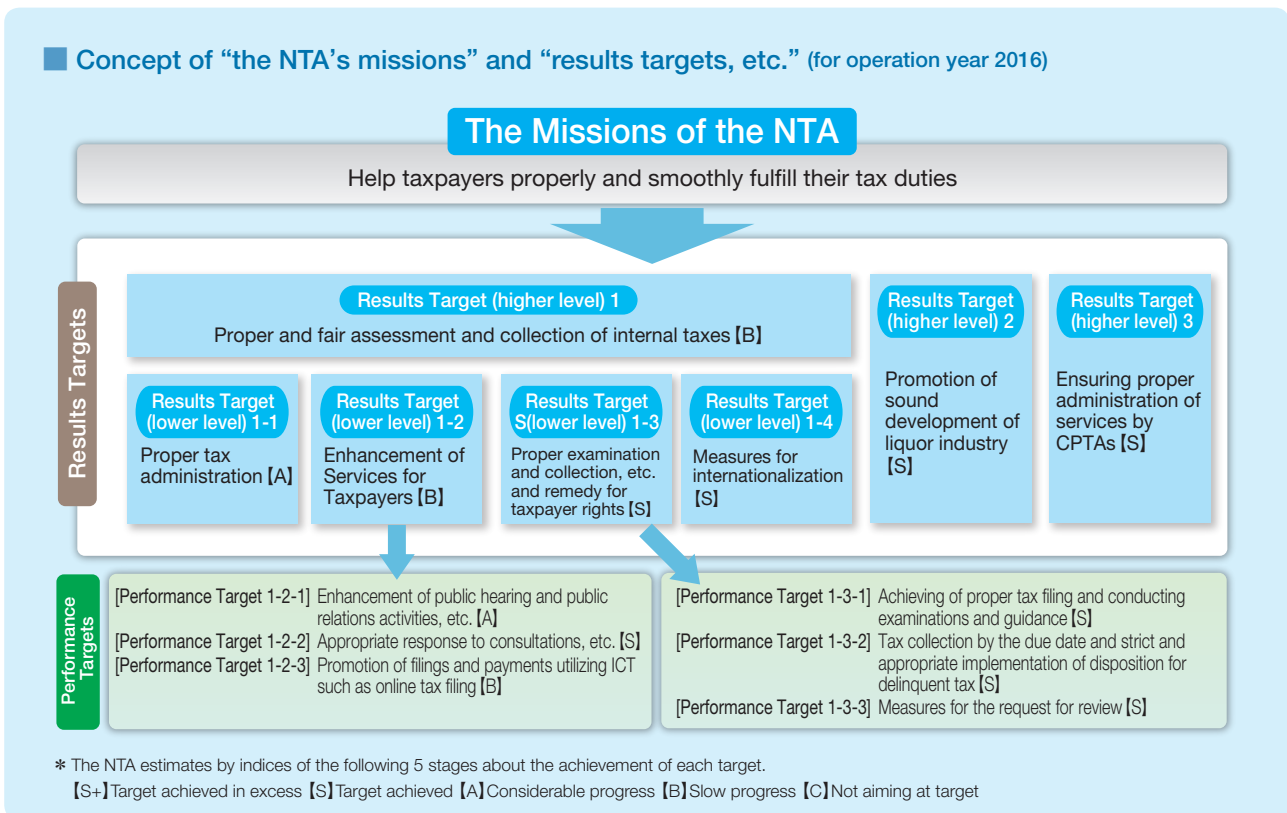 Concept of “the NTA’s missions” and “results targets, etc.” (for operation year 2016)
The Missions of the NTA
Help taxpayers properly and smoothly fulfill their tax duties
Results Targets
Results Target (higher level) 1
Proper and fair assessment and collection of internal taxes【B】
Results Target
(lower level) 1-1
Proper tax
administration【A】
Results Target
(lower level) 1-2
Enhancement of
Services for
Taxpayers【B】
Results Target
S(lower level) 1-3
Proper examination
and collection, etc.
and remedy for
taxpayer rights【S】
Results Target
(lower level) 1-4
Measures for
internationalization
【S】
Results Target
(higher level) 2
Promotion of
sound
development of
liquor industry
【S】
Results Target
(higher level) 3
Ensuring proper
administration of
services by
CPTAs【S】
Performance
Targets
[Performance Target 1-2-1] Enhancement of public hearing and public
relations activities, etc.【A】
[Performance Target 1-2-2] Appropriate response to consultations, etc.【S】
[Performance Target 1-2-3] Promotion of filings and payments utilizing ICT
such as online tax filing【B】
[Performance Target 1-3-1] Achieving of proper tax filing and conducting
examinations and guidance【S】
[Performance Target 1-3-2] Tax collection by the due date and strict and
appropriate implementation of disposition for
delinquent tax【S】
[Performance Target 1-3-3] Measures for the request for review【S】
* The NTA estimates by indices of the following 5 stages about the achievement of each target.
【S+】Target achieved in excess【S】Target achieved【A】Considerable progress【B】Slow progress【C】Not aiming at target